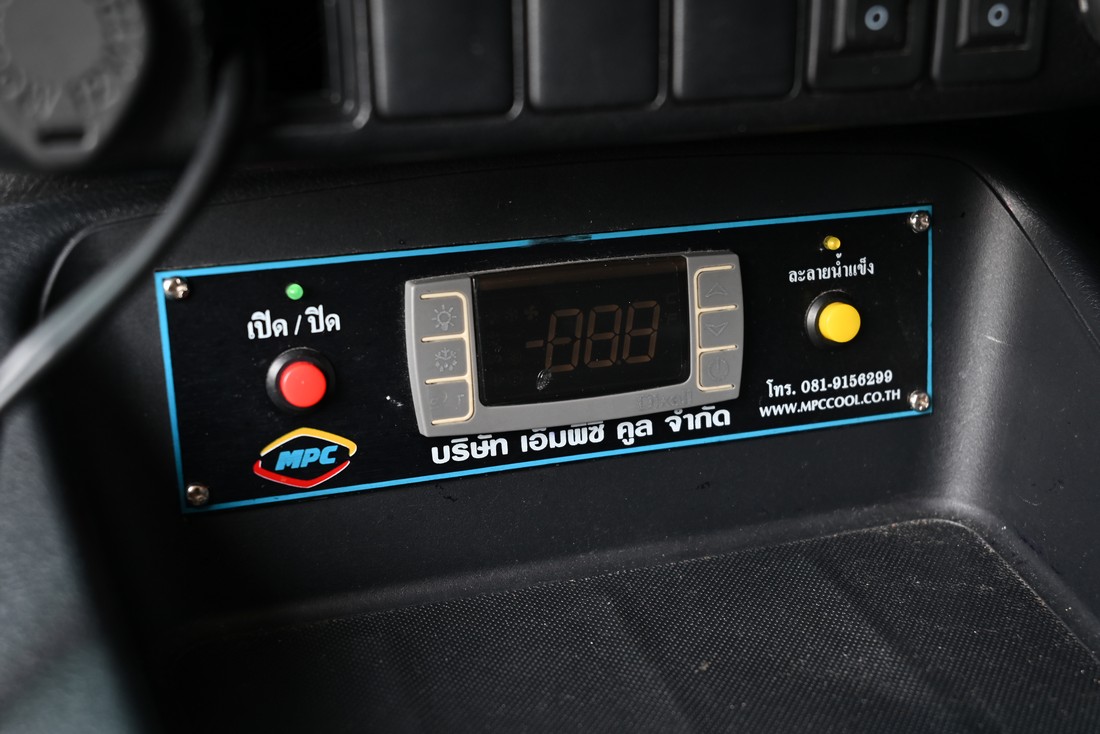 เปิด / ปิด
MPC
บริษัท เอ็มพีซี คูล จำกัด
ละลายน้ำแข็ง
โทร. 081-9156299
WWW.MPCCOOL.CO.TH